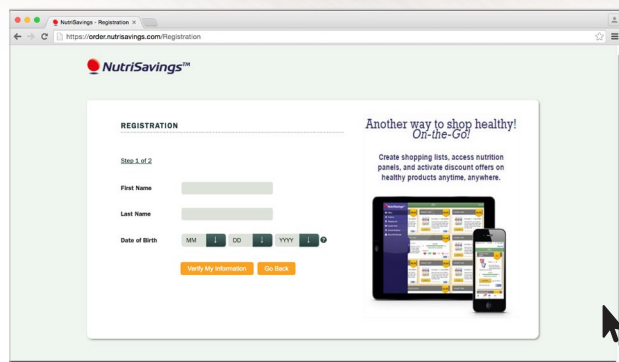 NutriSavings - Registration ×
https://order.nutrisavings.com/Registration
NutriSavings™
REGISTRATION
Step 1 of 2
First Name
Last Name
Date of Birth
MM
DD
YYYY
?
Verify My Information
Go Back
Another way to shop healthy!
On-the-Go!
Create shopping lists, access nutrition
panels, and activate discount offers on
healthy products anytime, anywhere.